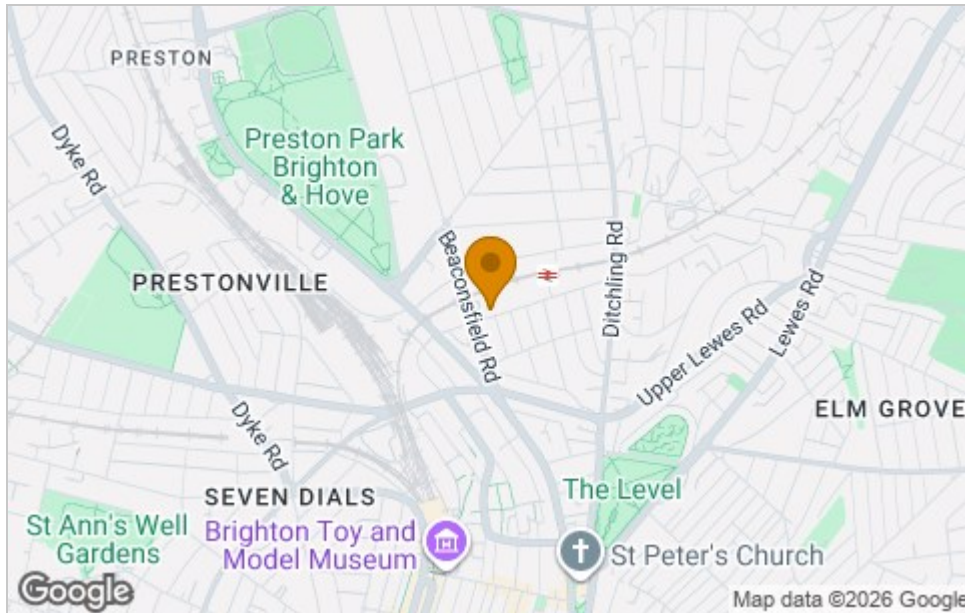 PRESTON
Dyke Rd
Preston Park
Brighton
& Hove
Beaconsfield Rd
Ditchling Rd
PRESTONVILLE
Lewes Rd
Upper Lewes Rd
Dyke Rd
ELM GROVE
SEVEN DIALS
The Level
St Ann's Well
Gardens
Brighton Toy and
Model Museum
St Peter's Church
Google
Map data ©2026 Google